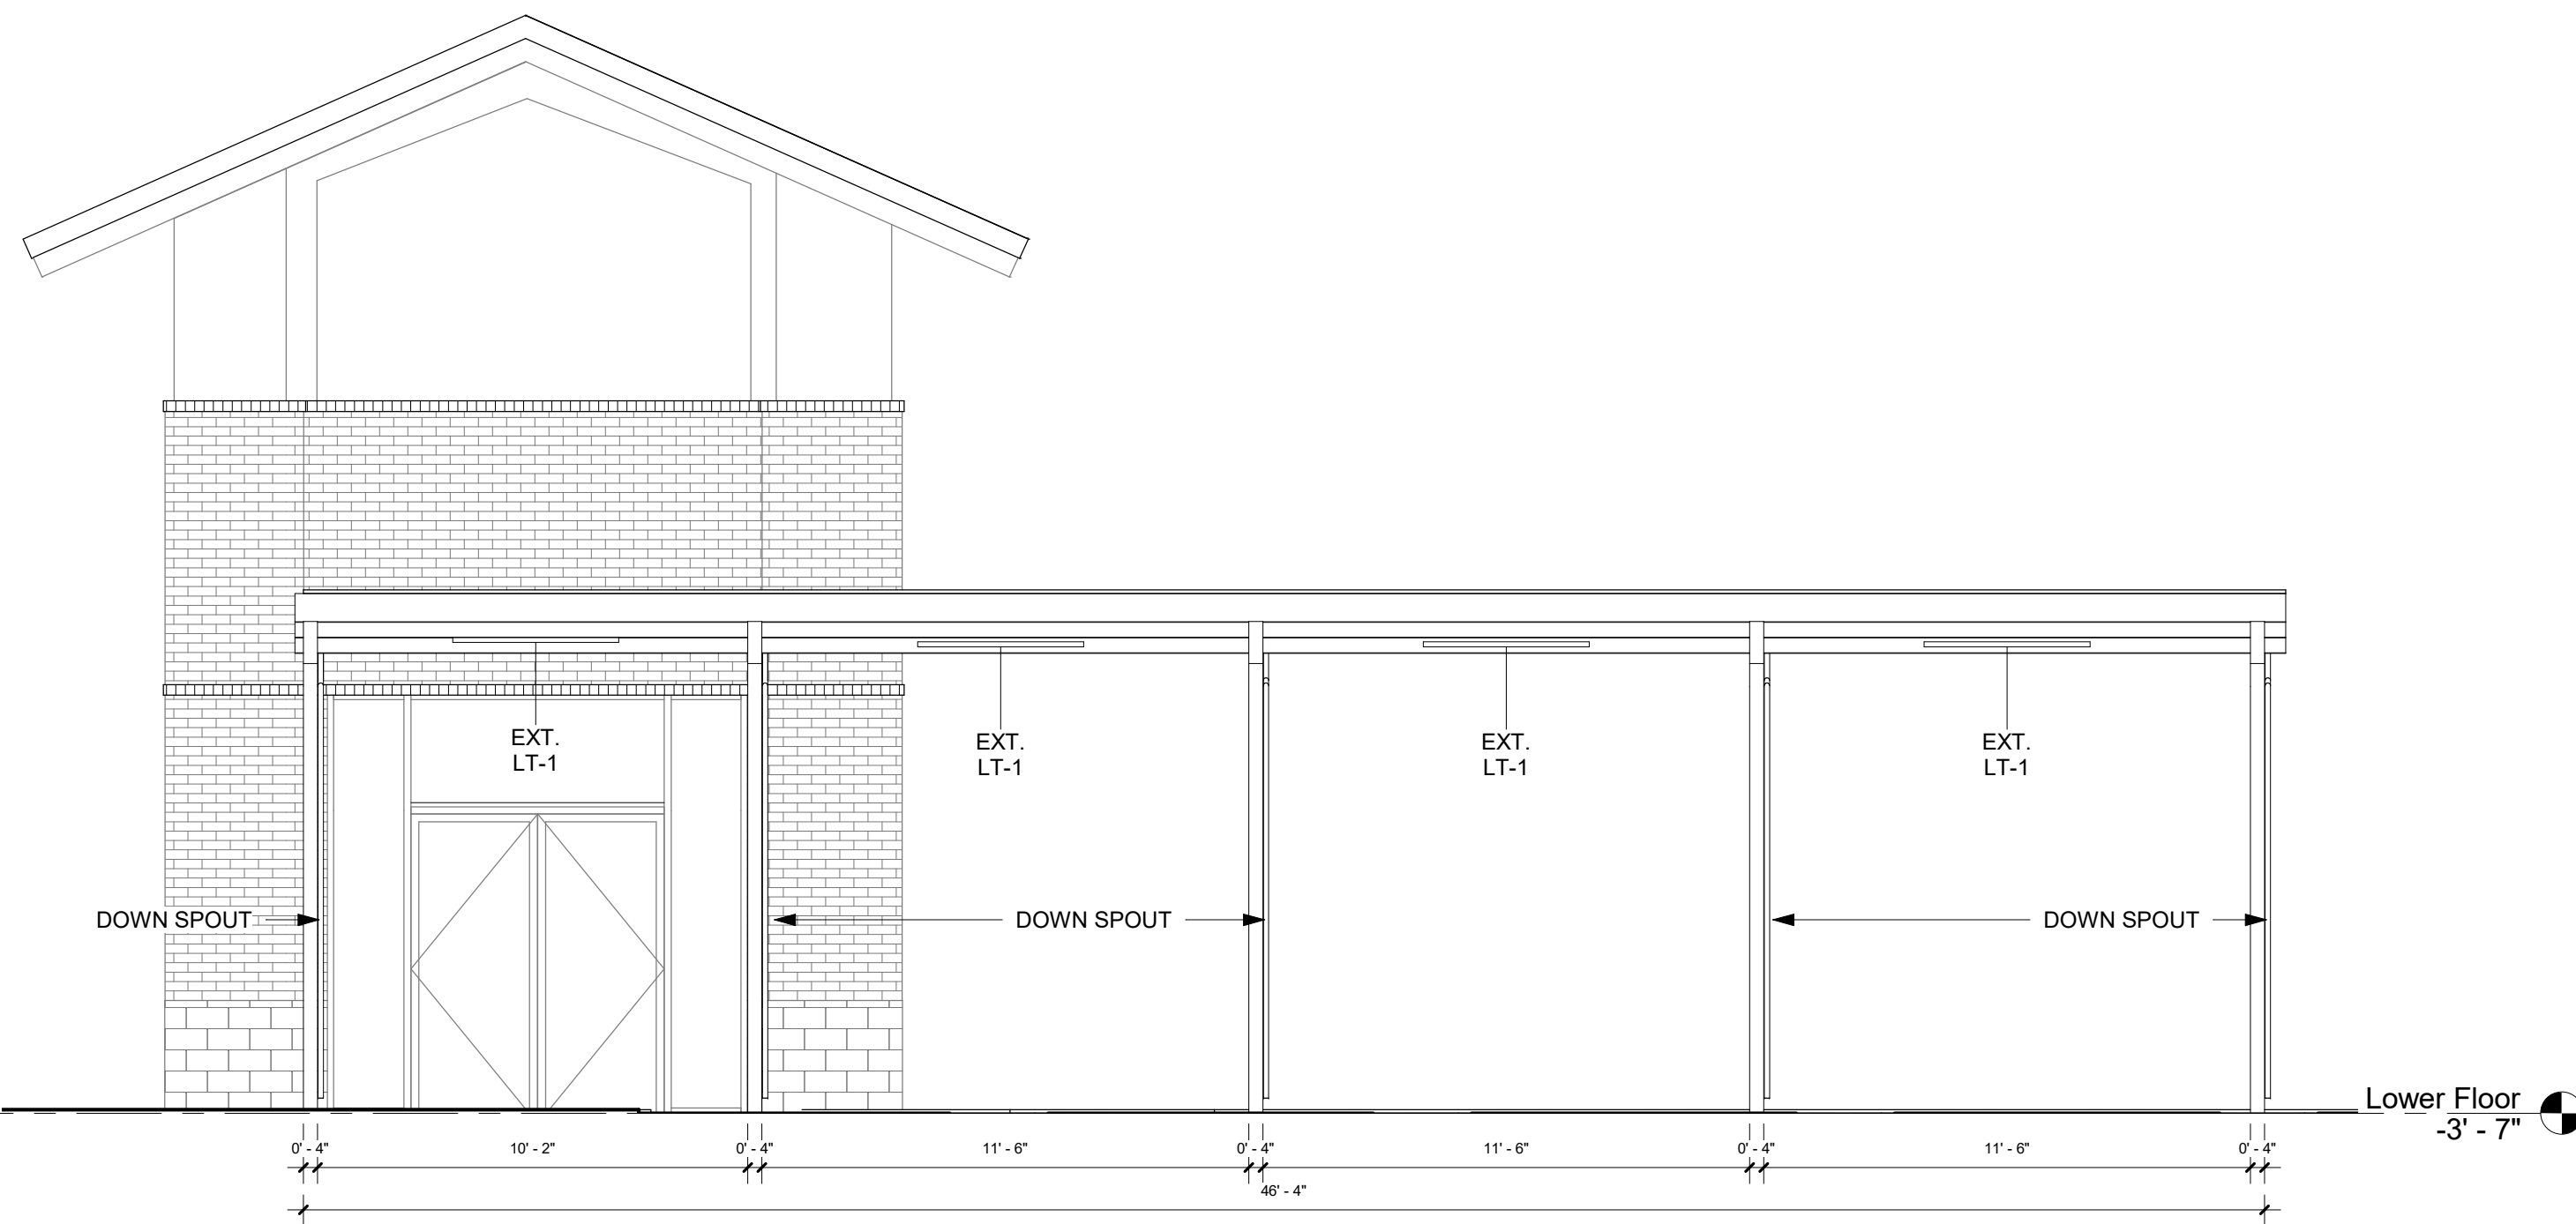 EXT.
LT-1
EXT.
LT-1
EXT.
LT-1
EXT.
LT-1
DOWN SPOUT
DOWN SPOUT
DOWN SPOUT
Lower Floor
-3' - 7"
0' - 4"
10' - 2"
0' - 4"
11' - 6"
0' - 4"
11' - 6"
0' - 4"
11' - 6"
0' - 4"
46' - 4"